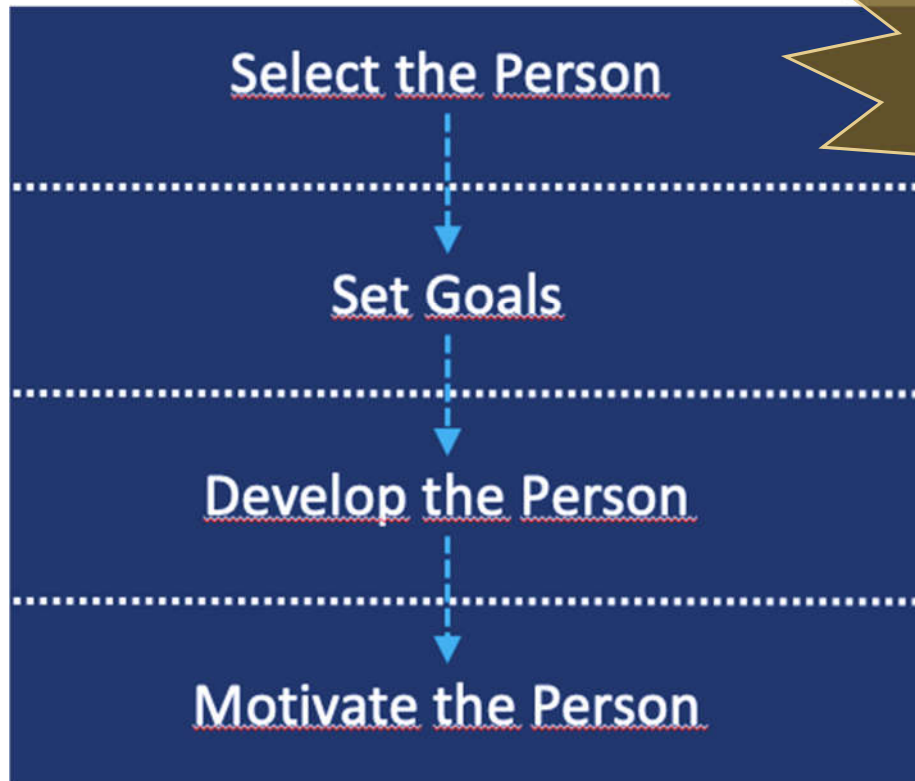 Select the Person
Set Goals
Develop the Person
Motivate the Person